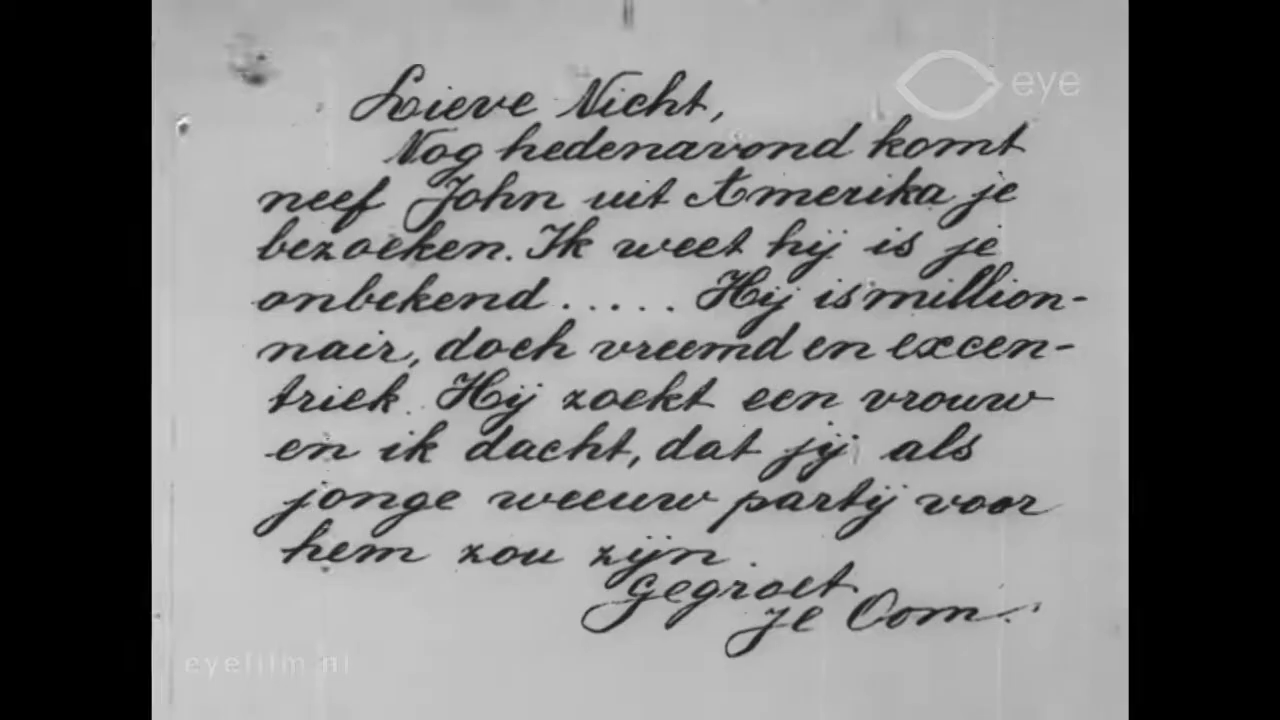 eye
Lieve Nicht,
Nog hedenavond komt
neef John uit Amerika je
bezoeken. Ik weet hij is je
onbekend..... Hij is million-
nair, doch vreemd en excen-
triek. Hij zoekt een vrouw
en ik dacht, dat jij als
jonge weeuw partij voor
hem zou zijn.
Gegroet
Je Oom.
eyefilm.nl